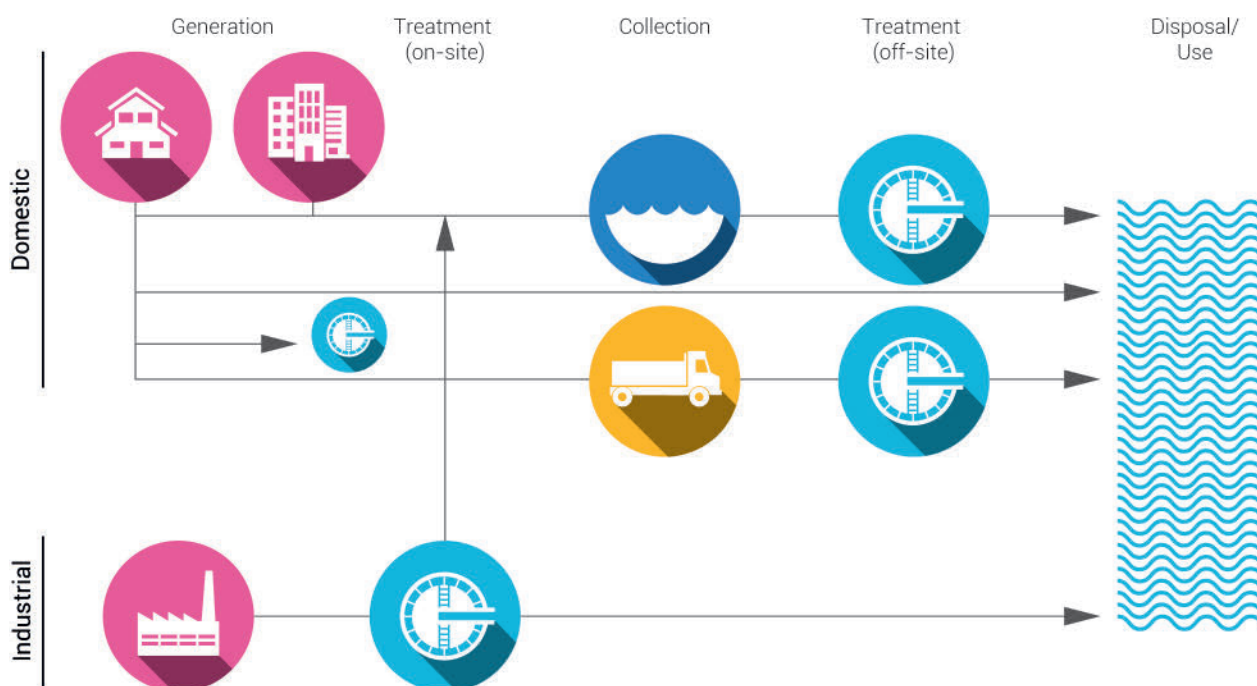 Generation
Treatment
(on-site)
Collection
Treatment
(off-site)
Disposal/
Use
Domestic
Industrial